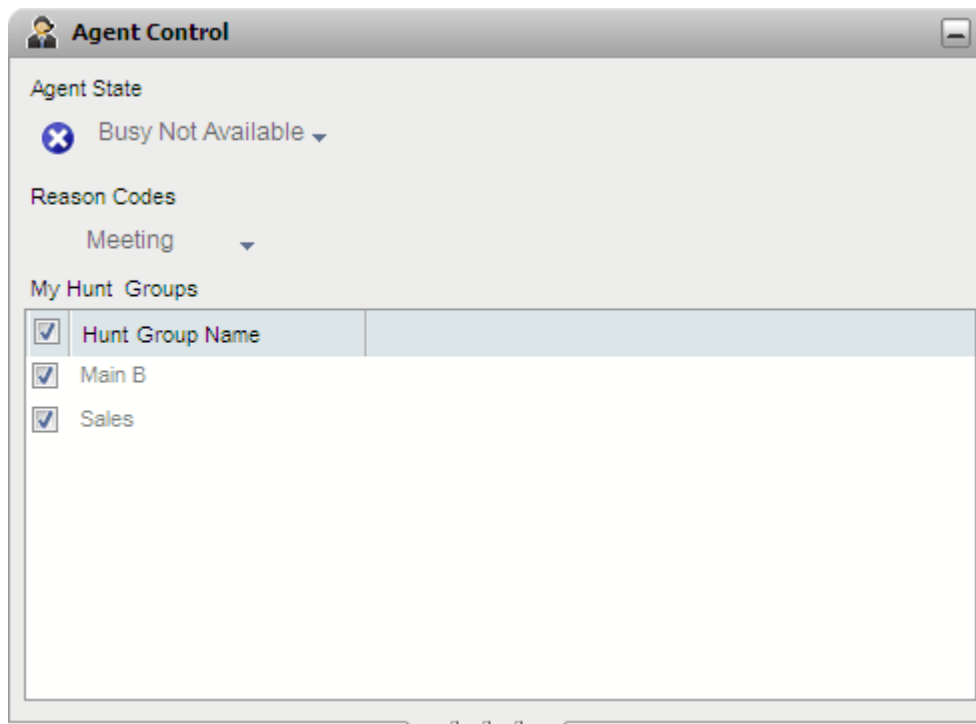 Agent Control
Agent State
Busy Not Available
Reason Codes
Meeting
My Hunt Groups
Hunt Group Name
Main B
Sales